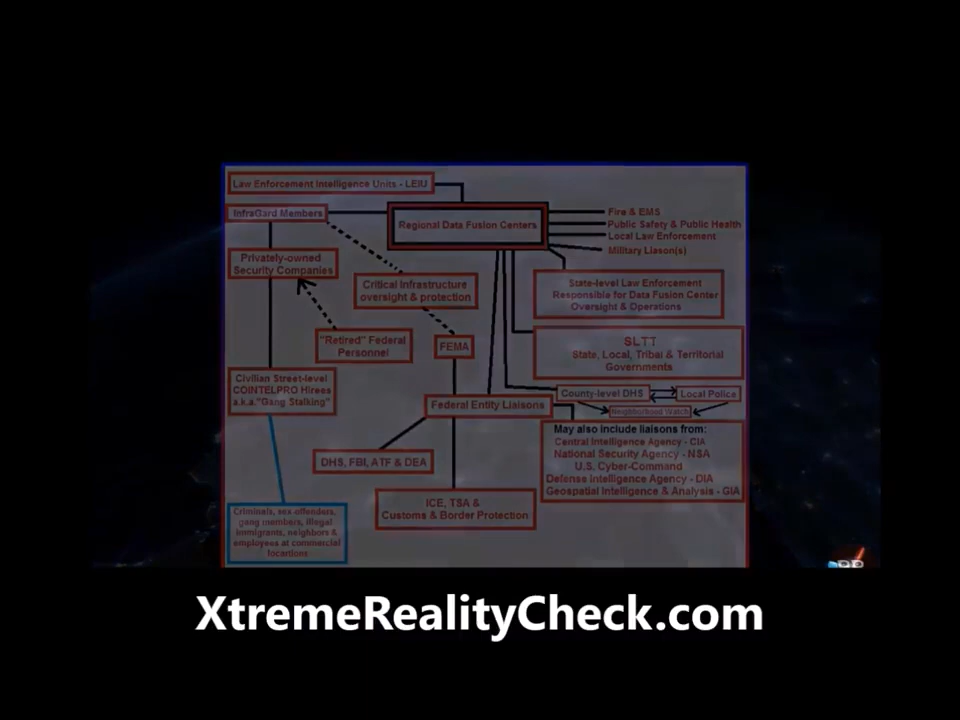 Law Enforcement Intelligence Units - LEIU
InfraGard Members
Regional Data Fusion Centers
Fire & EMS
Public Safety & Public Health
Local Law Enforcement
Military Liason(s)
Privately-owned
Security Companies
Critical Infrastructure
oversight & protection
State-level Law Enforcement
Responsible for Data Fusion Center
Oversight & Operations
"Retired" Federal
Personnel
FEMA
SLTT
State, Local, Tribal & Territorial
Governments
Civilian Street-level
COINTELPRO Hirees
a.k.a."Gang Stalking"
County-level DHS
Local Police
Neighborhood Watch
Federal Entity Liaisons
May also include liaisons from:
Central Intelligence Agency - CIA
National Security Agency - NSA
U.S. Cyber-Command
Defense Intelligence Agency - DIA
Geospatial Intelligence & Analysis - GIA
DHS, FBI, ATF & DEA
ICE, TSA &
Customs & Border Protection
Criminals, sex offenders,
gang members, illegal
immigrants, neighbors &
employees at commercial
locartions
XtremeRealityCheck.com